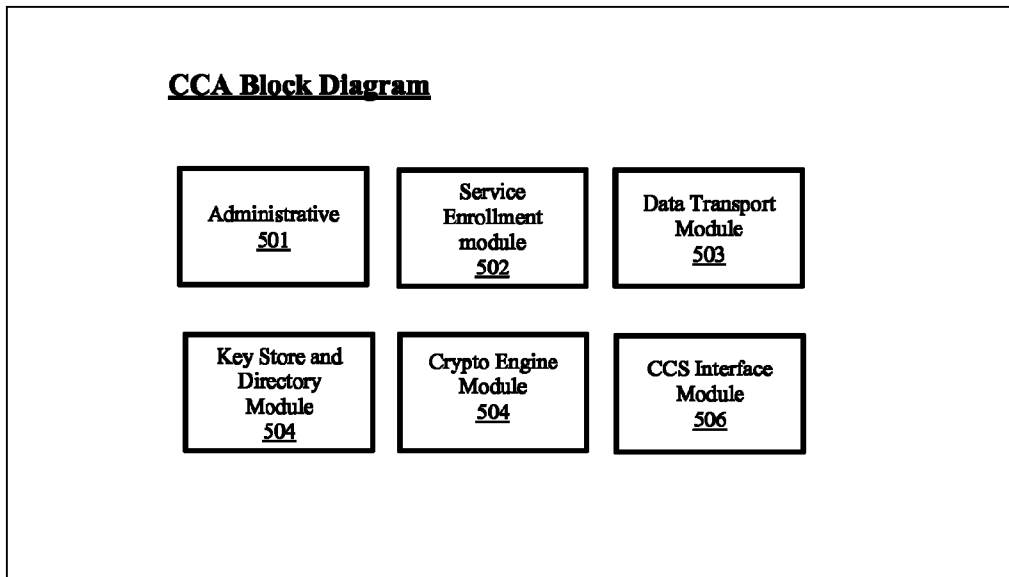 CCA Block Diagram
Administrative
501
Service
Enrollment
module
502
Data Transport
Module
503
Key Store and
Directory
Module
504
Crypto Engine
Module
504
CCS Interface
Module
506